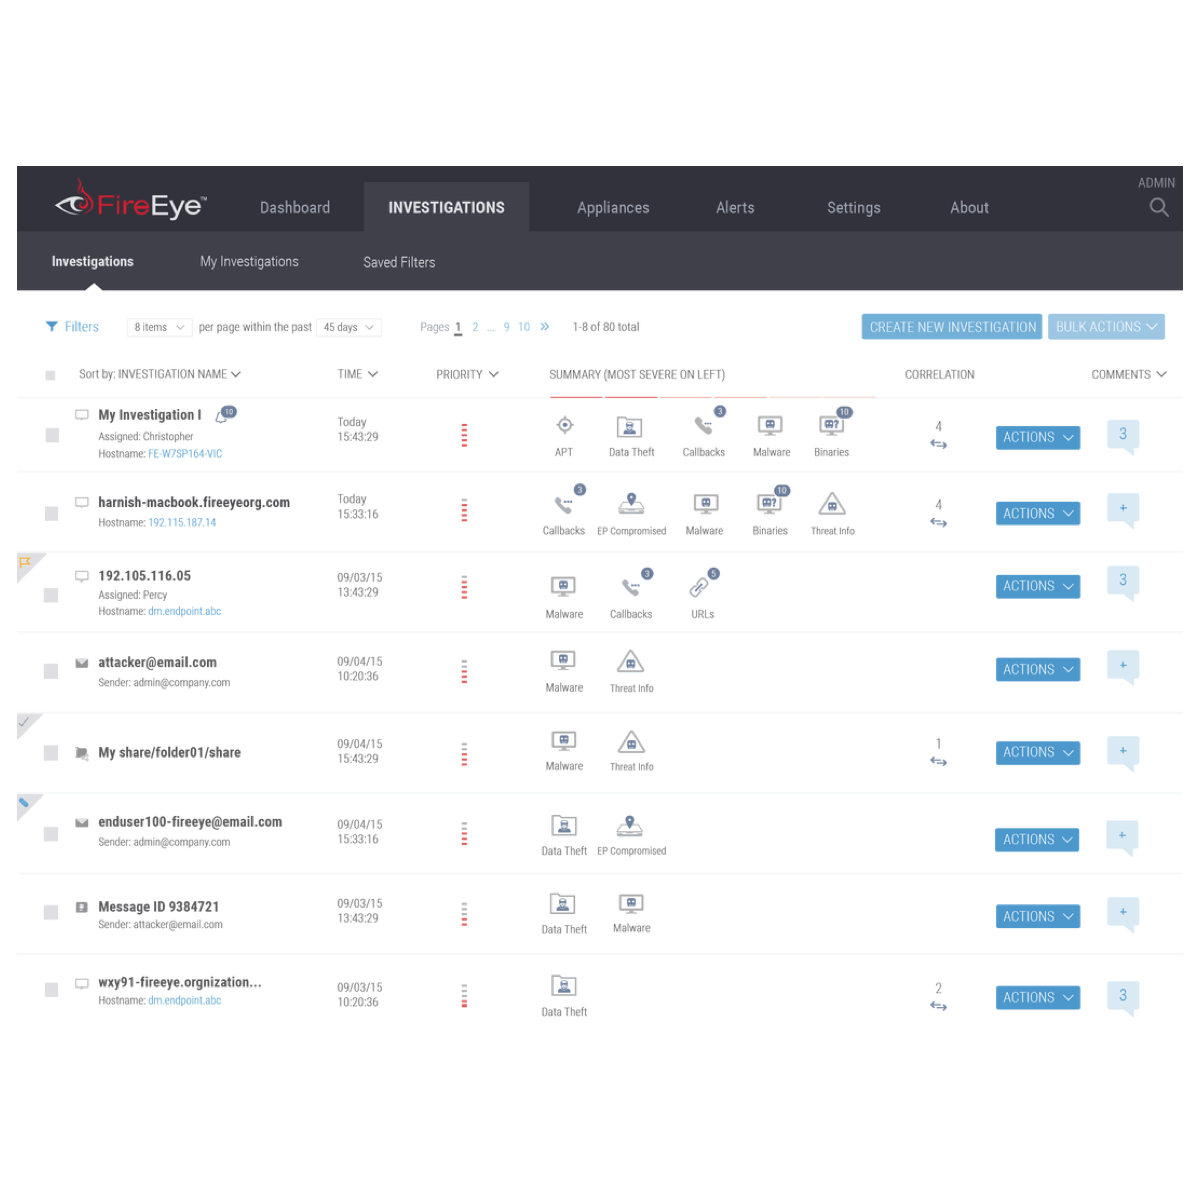 ADMIN
FireEye™
Dashboard
INVESTIGATIONS
Appliances
Alerts
Settings
About
Investigations
My Investigations
Saved Filters
Filters
8 items
per page within the past
45 days
Pages 1 2 ... 9 10 »
1-8 of 80 total
CREATE NEW INVESTIGATION
BULK ACTIONS
Sort by: INVESTIGATION NAME
TIME
PRIORITY
SUMMARY (MOST SEVERE ON LEFT)
CORRELATION
COMMENTS
My Investigation I
10
Assigned: Christopher
Hostname: FE-W7SP164-VIC
Today
15:43:29
APT
Data Theft
3
Callbacks
Malware
10
Binaries
4
ACTIONS
3
harnish-macbook.fireeyeorg.com
Hostname: 192.115.187.14
Today
15:33:16
3
Callbacks
EP Compromised
Malware
10
Binaries
Threat Info
4
ACTIONS
+
192.105.116.05
Assigned: Percy
Hostname: dm.endpoint.abc
09/03/15
13:43:29
Malware
3
Callbacks
5
URLs
ACTIONS
3
attacker@email.com
Sender: admin@company.com
09/04/15
10:20:36
Malware
Threat Info
ACTIONS
+
My share/folder01/share
09/04/15
15:43:29
Malware
Threat Info
1
ACTIONS
+
enduser100-fireeye@email.com
Sender: admin@company.com
09/04/15
15:33:16
Data Theft
EP Compromised
ACTIONS
+
Message ID 9384721
Sender: attacker@email.com
09/03/15
13:43:29
Data Theft
Malware
ACTIONS
+
wxy91-fireeye.orgnization...
Hostname: dm.endpoint.abc
09/03/15
10:20:36
Data Theft
2
ACTIONS
3